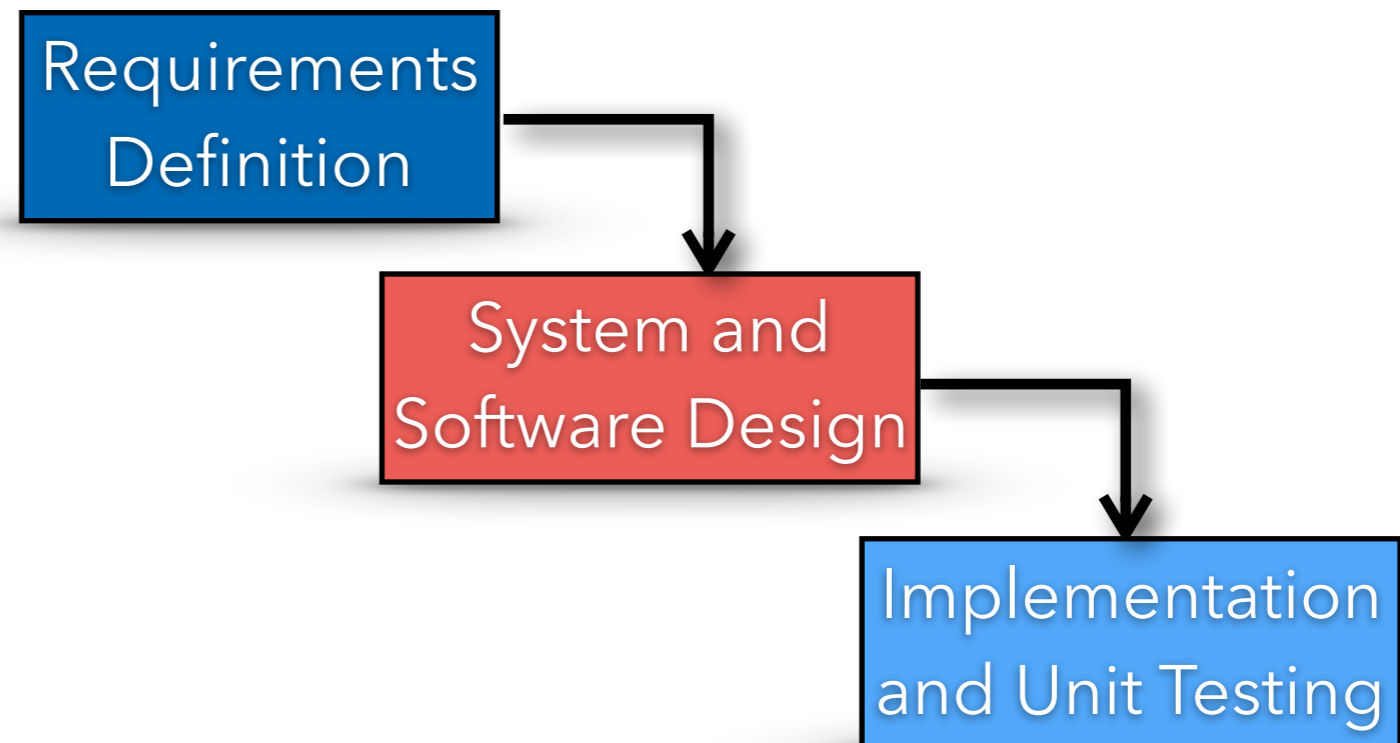 Requirements
Definition
System and
Software Design
Implementation
and Unit Testing